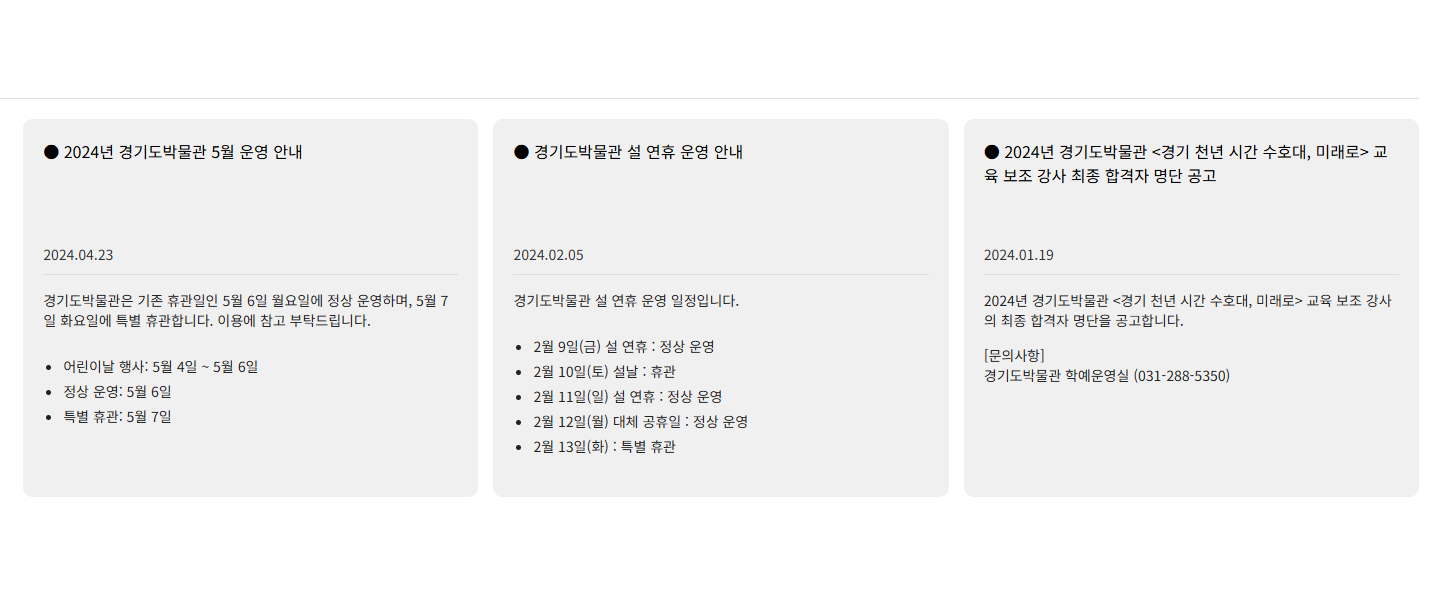 ● 2024년 경기도박물관 5월 운영 안내
2024.04.23
경기도박물관은 기존 휴관일인 5월 6일 월요일에 정상 운영하며, 5월 7
일 화요일에 특별 휴관합니다. 이용에 참고 부탁드립니다.
• 어린이날 행사: 5월 4일 ~ 5월 6일
• 정상 운영: 5월 6일
• 특별 휴관: 5월 7일
● 경기도박물관 설 연휴 운영 안내
2024.02.05
경기도박물관 설 연휴 운영 일정입니다.
• 2월 9일(금) 설 연휴 : 정상 운영
• 2월 10일(토) 설날 : 휴관
• 2월 11일(일) 설 연휴 : 정상 운영
• 2월 12일(월) 대체 공휴일 : 정상 운영
• 2월 13일(화) : 특별 휴관
● 2024년 경기도박물관 <경기 천년 시간 수호대, 미래로> 교
육 보조 강사 최종 합격자 명단 공고
2024.01.19
2024년 경기도박물관 <경기 천년 시간 수호대, 미래로> 교육 보조 강사
의 최종 합격자 명단을 공고합니다.
[문의사항]
경기도박물관 학예운영실 (031-288-5350)